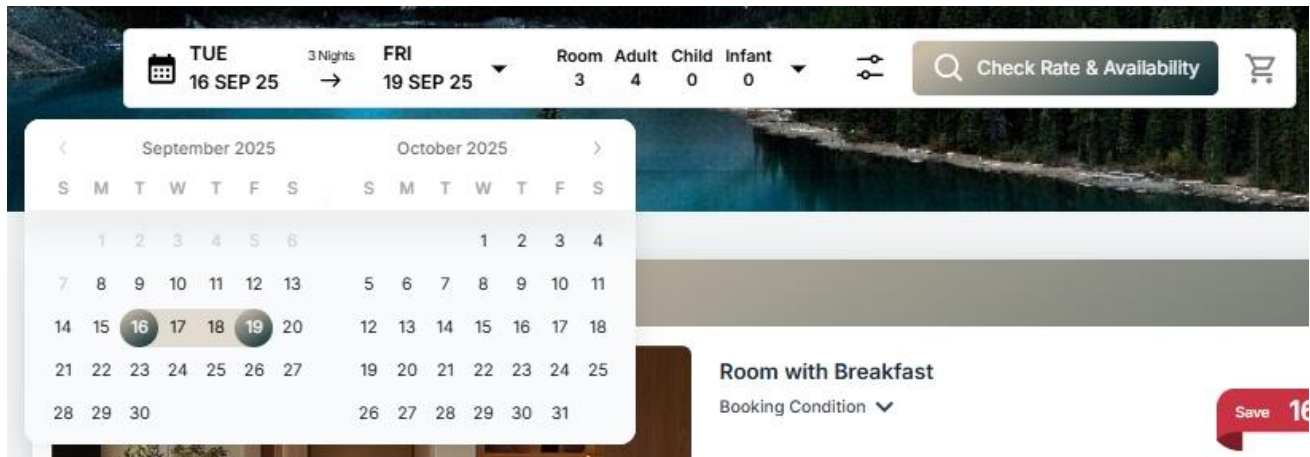 TUE 3 Nights FRI Room Adult Child Infant
16 SEP 25 → 19 SEP 25 3 4 0 0 Check Rate & Availability
< September 2025 October 2025 >
S M T W T F S S M T W T F S
1 2 3 4 5 6 1 2 3 4
7 8 9 10 11 12 13 5 6 7 8 9 10 11
14 15 16 17 18 19 20 12 13 14 15 16 17 18
21 22 23 24 25 26 27 19 20 21 22 23 24 25
28 29 30 26 27 28 29 30 31
Room with Breakfast
Booking Condition
Save 16